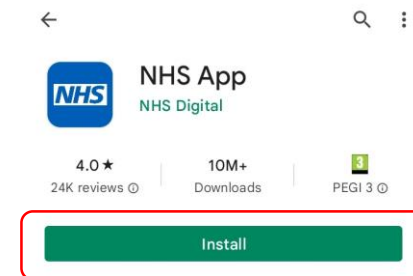 NHS
NHS App
NHS Digital
4.0★ 10M+ 3
24K reviews ⓘ Downloads PEGI 3 ⓘ
Install